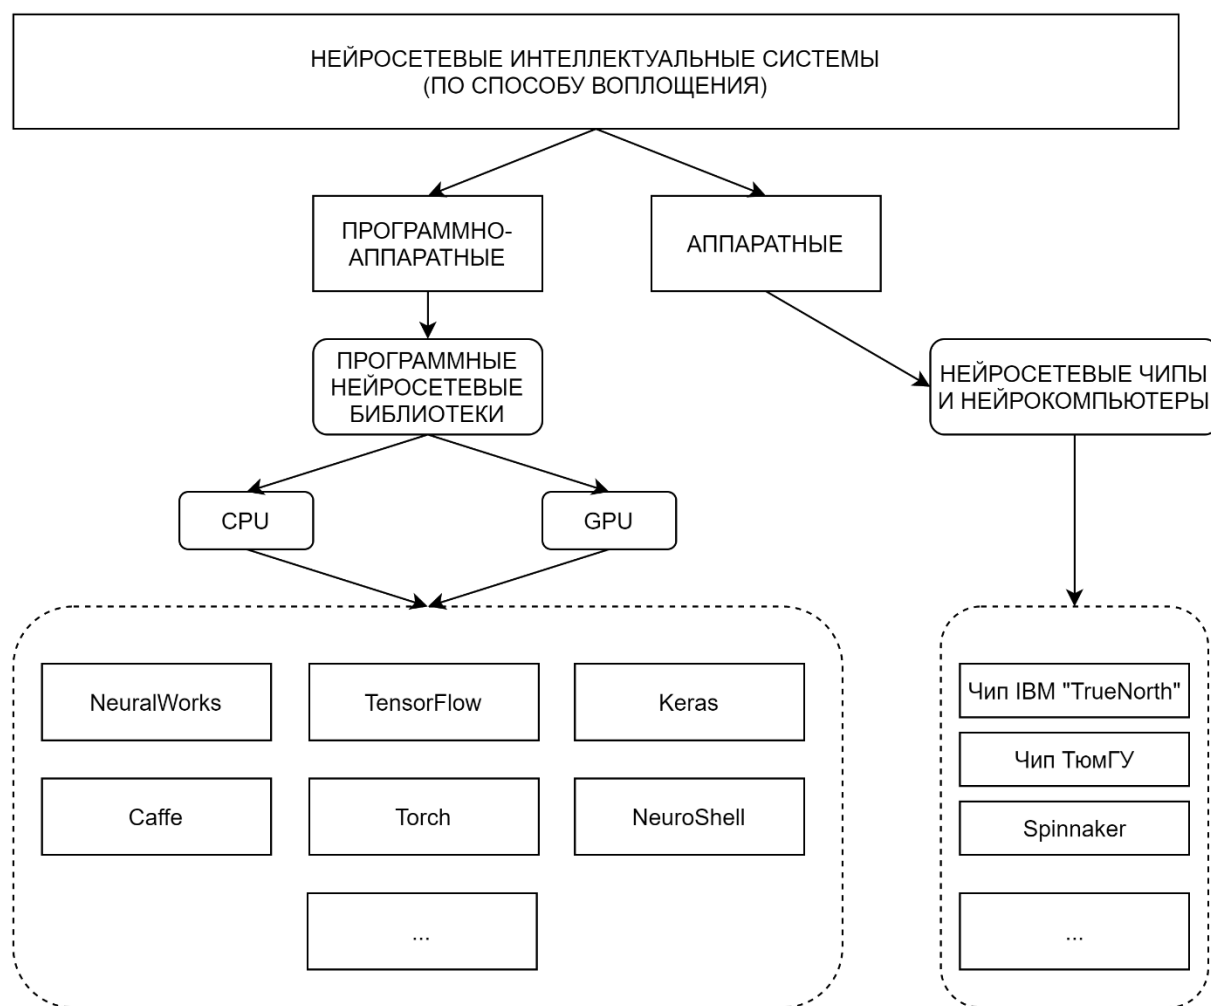 НЕЙРОСЕТЕВЫЕ ИНТЕЛЛЕКТУАЛЬНЫЕ СИСТЕМЫ
(ПО СПОСОБУ ВОПЛОЩЕНИЯ)
ПРОГРАММНО-
АППАРАТНЫЕ
АППАРАТНЫЕ
ПРОГРАММНЫЕ
НЕЙРОСЕТЕВЫЕ
БИБЛИОТЕКИ
НЕЙРОСЕТЕВЫЕ ЧИПЫ
И НЕЙРОКОМПЬЮТЕРЫ
CPU
GPU
NeuralWorks
TensorFlow
Keras
Caffe
Torch
NeuroShell
...
Чип IBM "TrueNorth"
Чип ТюмГУ
Spinnaker
...